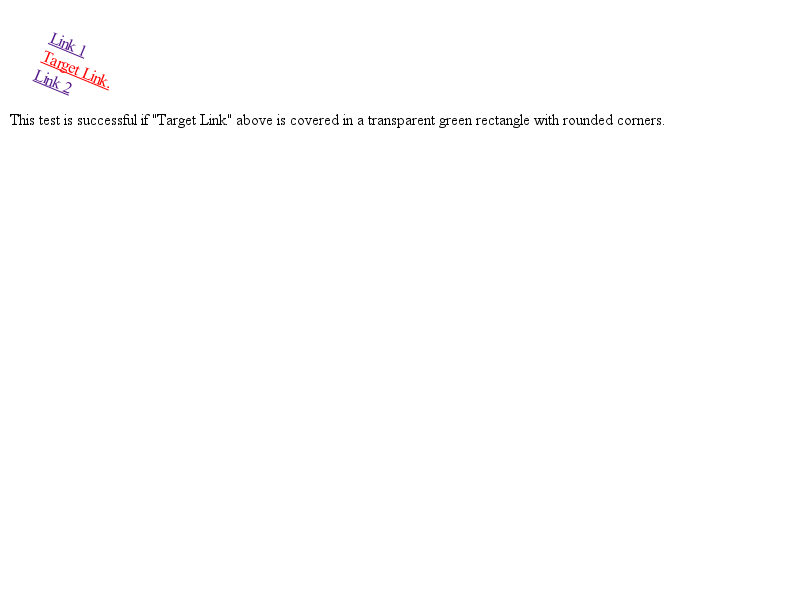 Link 1
Target Link.
Link 2
This test is successful if "Target Link" above is covered in a transparent green rectangle with rounded corners.